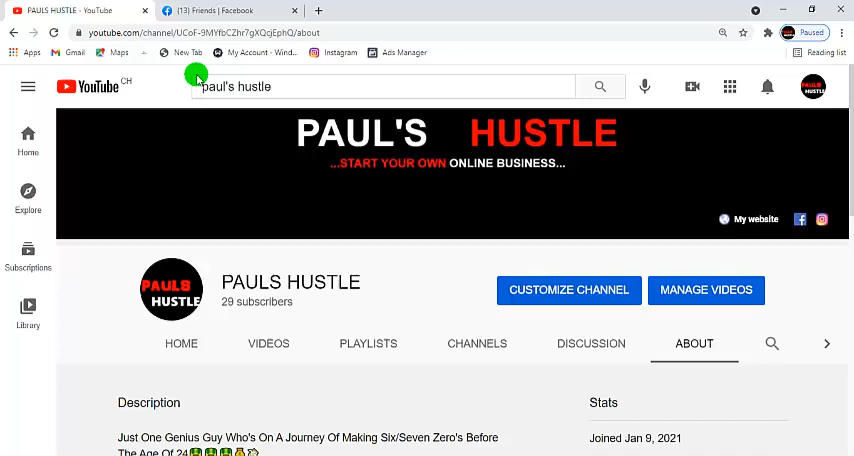 PAULS HUSTLE - YouTube
(13) Friends | Facebook
youtube.com/channel/UCoF-9MYfbCZhr7gXQcjEphQ/about
Paused
Apps Gmail Maps New Tab My Account - Wind... Instagram Ads Manager Reading list
YouTube CH
paul's hustle
PAULS HUSTLE
PAUL'S HUSTLE
...START YOUR OWN ONLINE BUSINESS...
My website
Home
Explore
Subscriptions
Library
PAULS HUSTLE
PAULS HUSTLE
29 subscribers
CUSTOMIZE CHANNEL
MANAGE VIDEOS
HOME VIDEOS PLAYLISTS CHANNELS DISCUSSION ABOUT
Description
Just One Genius Guy Who's On A Journey Of Making Six/Seven Zero's Before
The Age Of 24
Stats
Joined Jan 9, 2021